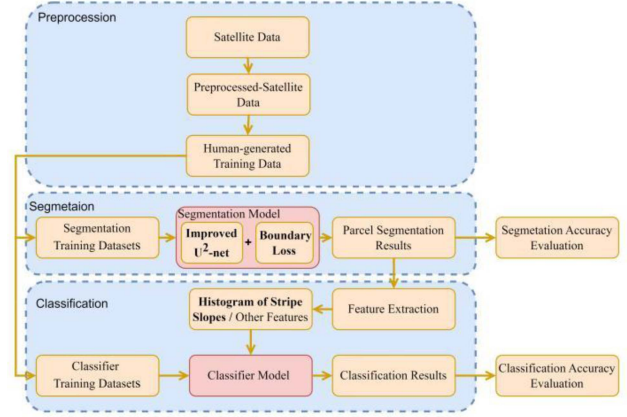 Preprocession
Satellite Data
Preprocessed-Satellite
Data
Human-generated
Training Data
Segmetaion
Segmentation
Training Datasets
Segmentation Model
Improved
U²-net
+
Boundary
Loss
Parcel Segmentation
Results
Segmetation Accuracy
Evaluation
Classification
Histogram of Stripe
Slopes / Other Features
Feature Extraction
Classifier
Training Datasets
Classifier Model
Classification Results
Classification Accuracy
Evaluation